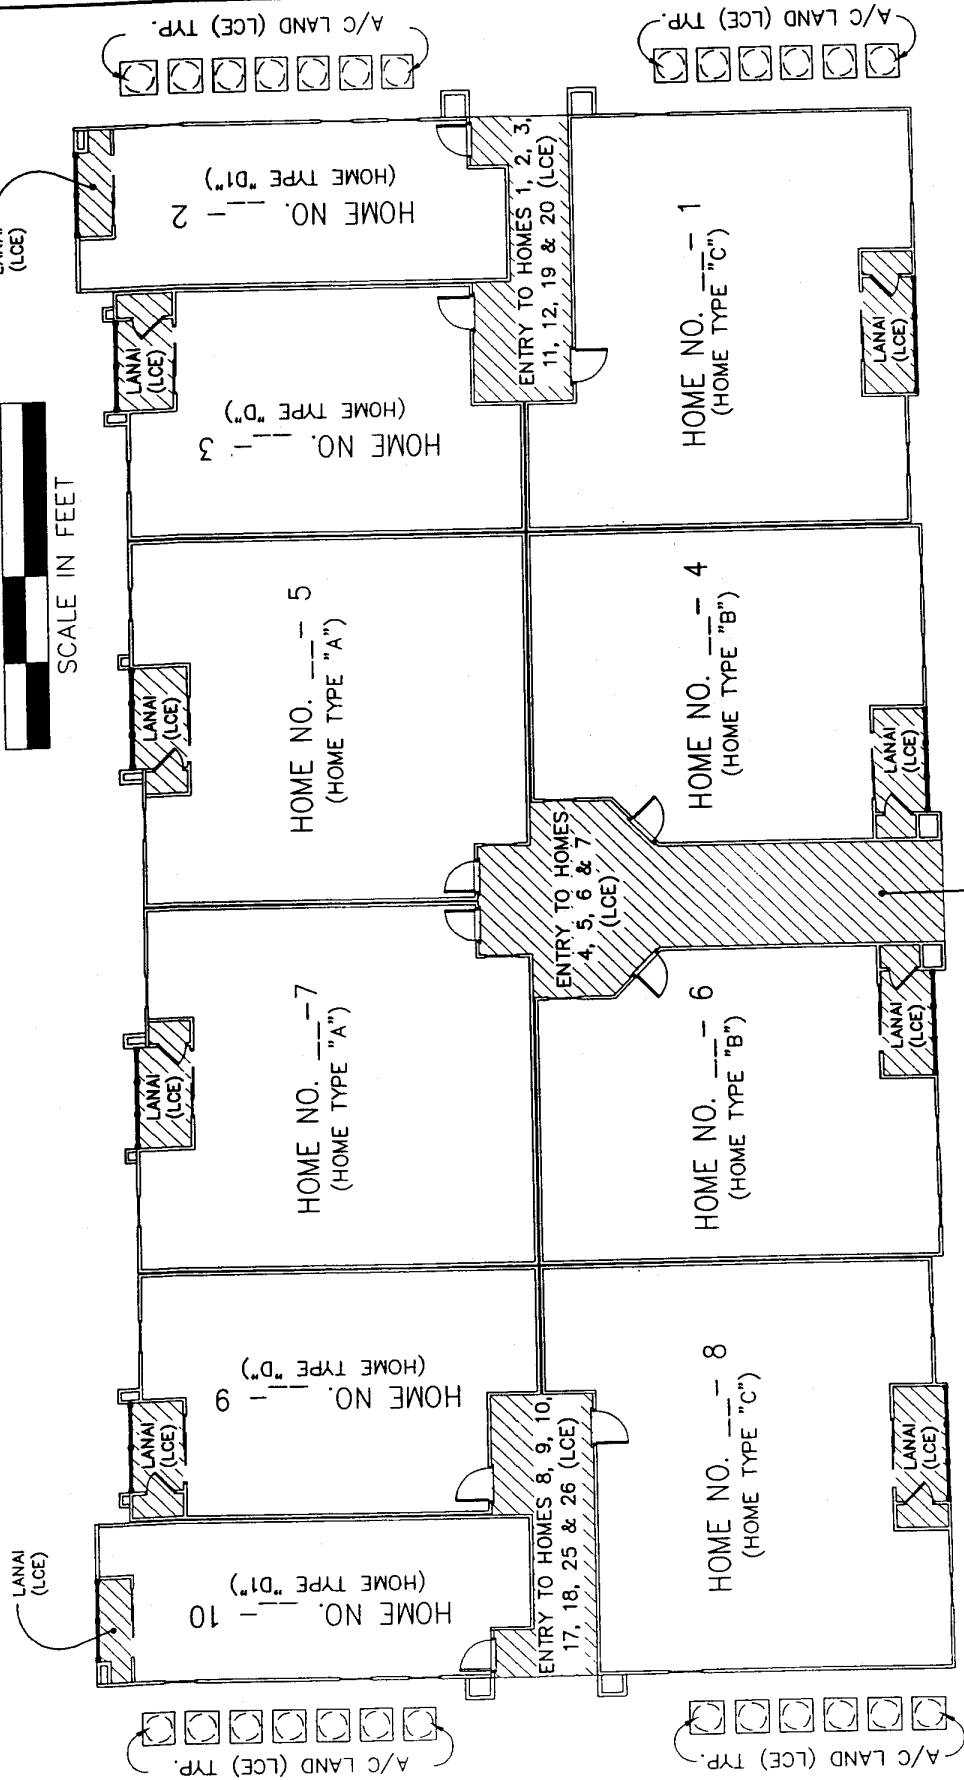 A/C LAND (LCE) TYP.
A/C LAND (LCE) TYP.
LANAI
(LCE)
HOME NO. __- 2
(HOME TYPE "D1")
ENTRY TO HOMES 1, 2, 3,
11, 12, 19 & 20 (LCE)
HOME NO. __- 1
(HOME TYPE "C")
LANAI
(LCE)
LANAI
(LCE)
HOME NO. __- 3
(HOME TYPE "D")
SCALE IN FEET
HOME NO. __- 5
(HOME TYPE "A")
LANAI
(LCE)
HOME NO. __- 4
(HOME TYPE "B")
LANAI
(LCE)
ENTRY TO HOMES
4, 5, 6 & 7
(LCE)
HOME NO. __-7
(HOME TYPE "A")
LANAI
(LCE)
HOME NO. __- 6
(HOME TYPE "B")
LANAI
(LCE)
HOME NO. __- 9
(HOME TYPE "D")
LANAI
(LCE)
HOME NO. __- 8
(HOME TYPE "C")
LANAI
(LCE)
ENTRY TO HOMES 8, 9, 10,
17, 18, 25 & 26 (LCE)
HOME NO. __- 10
(HOME TYPE "D1")
LANAI
(LCE)
A/C LAND (LCE) TYP.
A/C LAND (LCE) TYP.